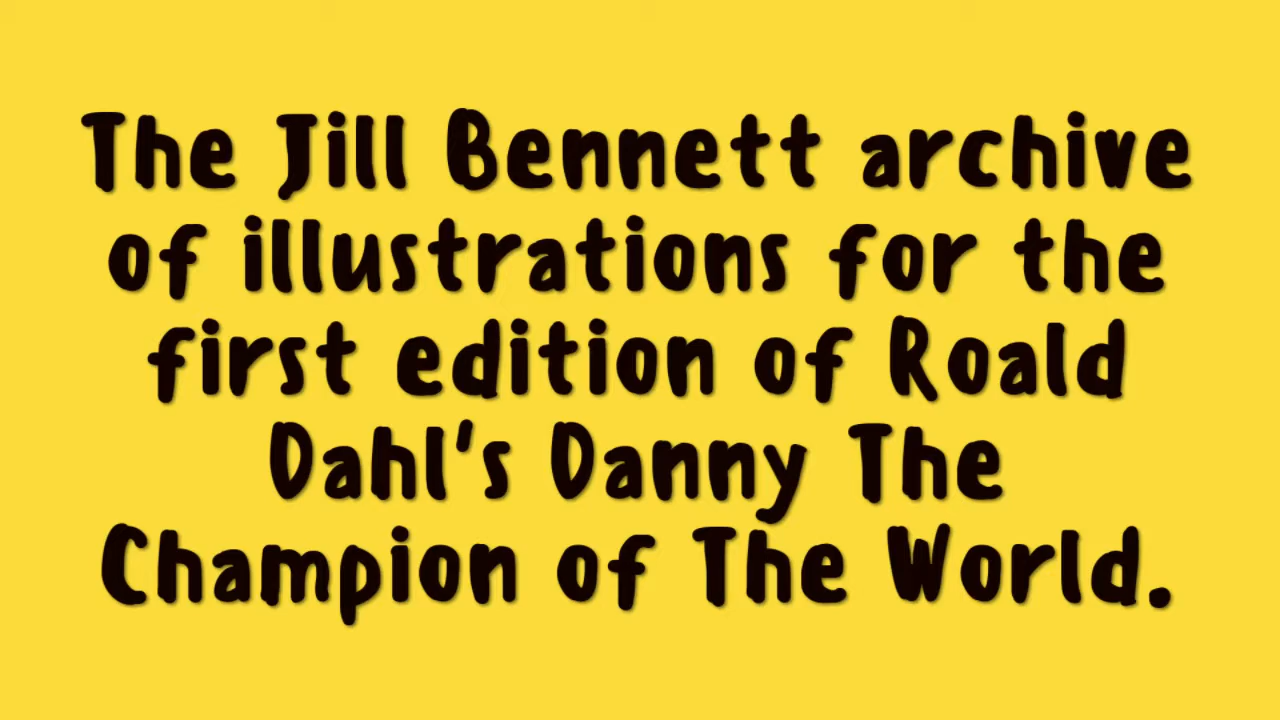 The Jill Bennett archive
of illustrations for the
first edition of Roald
Dahl's Danny The
Champion of The World.